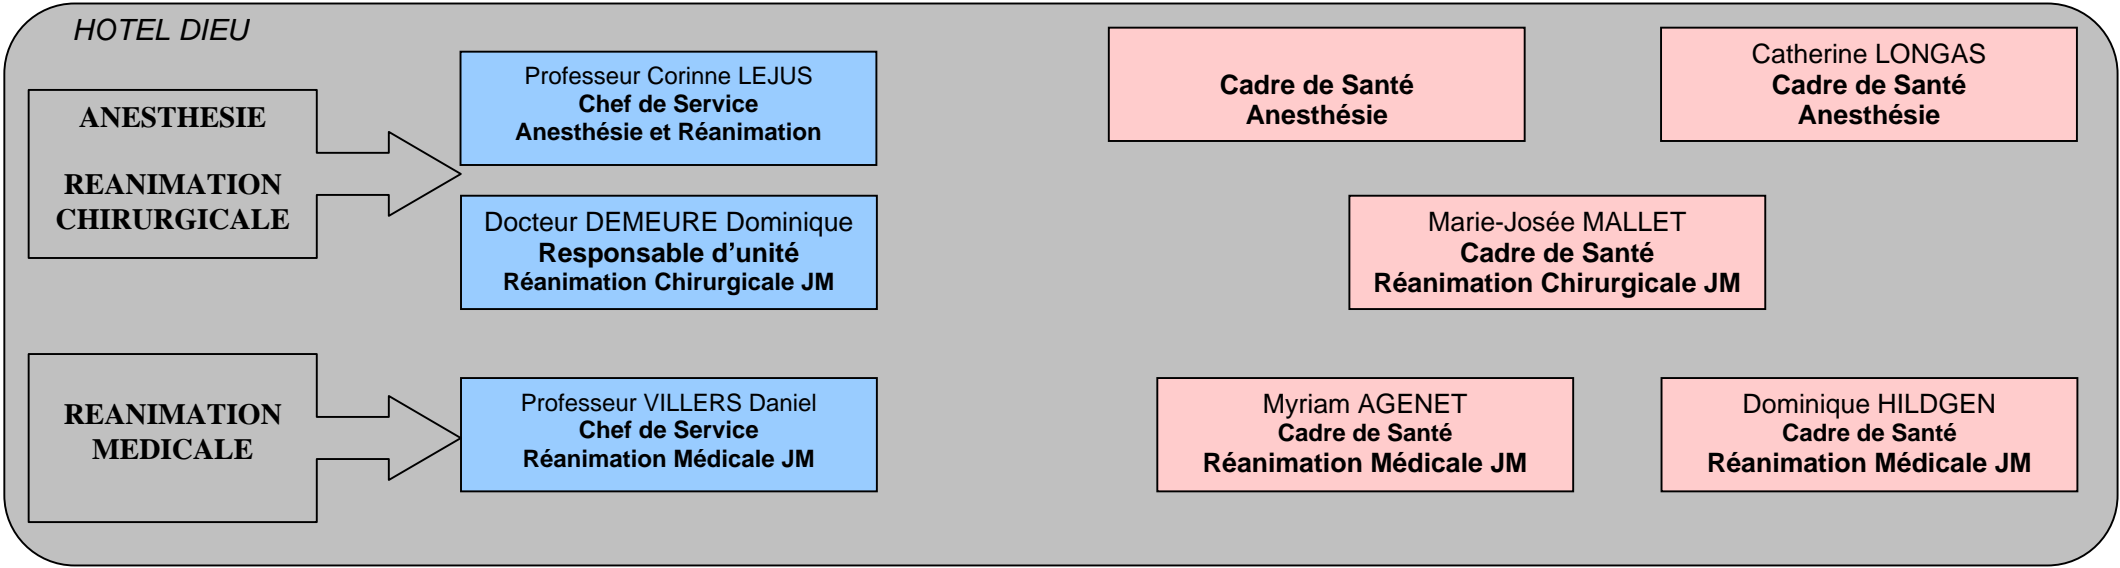 HOTEL DIEU
ANESTHESIE
REANIMATION
CHIRURGICALE
Professeur Corinne LEJUS
Chef de Service
Anesthésie et Réanimation
Cadre de Santé
Anesthésie
Catherine LONGAS
Cadre de Santé
Anesthésie
Docteur DEMEURE Dominique
Responsable d’unité
Réanimation Chirurgicale JM
Marie-Josée MALLET
Cadre de Santé
Réanimation Chirurgicale JM
REANIMATION
MEDICALE
Professeur VILLERS Daniel
Chef de Service
Réanimation Médicale JM
Myriam AGENET
Cadre de Santé
Réanimation Médicale JM
Dominique HILDGEN
Cadre de Santé
Réanimation Médicale JM